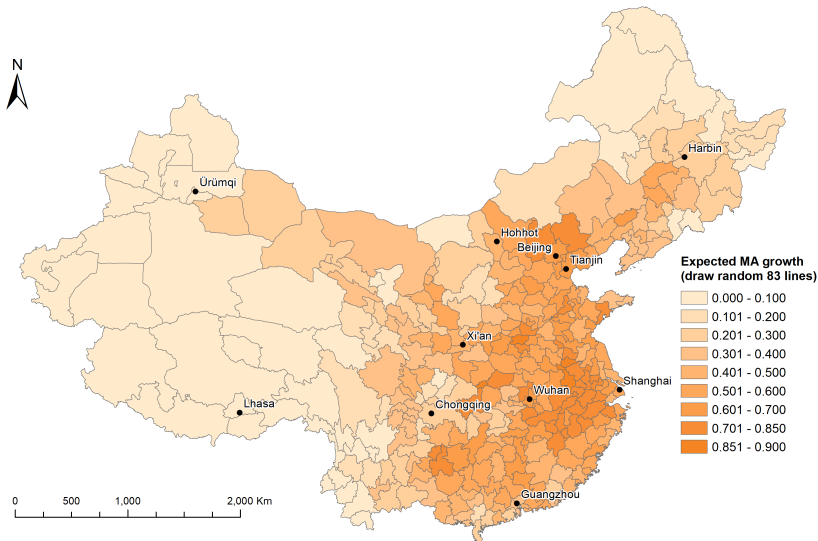 N
Harbin
Ürümqi
Hohhot
Beijing
Tianjin
Expected MA growth
(draw random 83 lines)
0.000 - 0.100
0.101 - 0.200
0.201 - 0.300
0.301 - 0.400
0.401 - 0.500
0.501 - 0.600
0.601 - 0.700
0.701 - 0.850
0.851 - 0.900
Xi'an
Shanghai
Wuhan
Lhasa
Chongqing
Guangzhou
0 500 1,000 2,000 Km